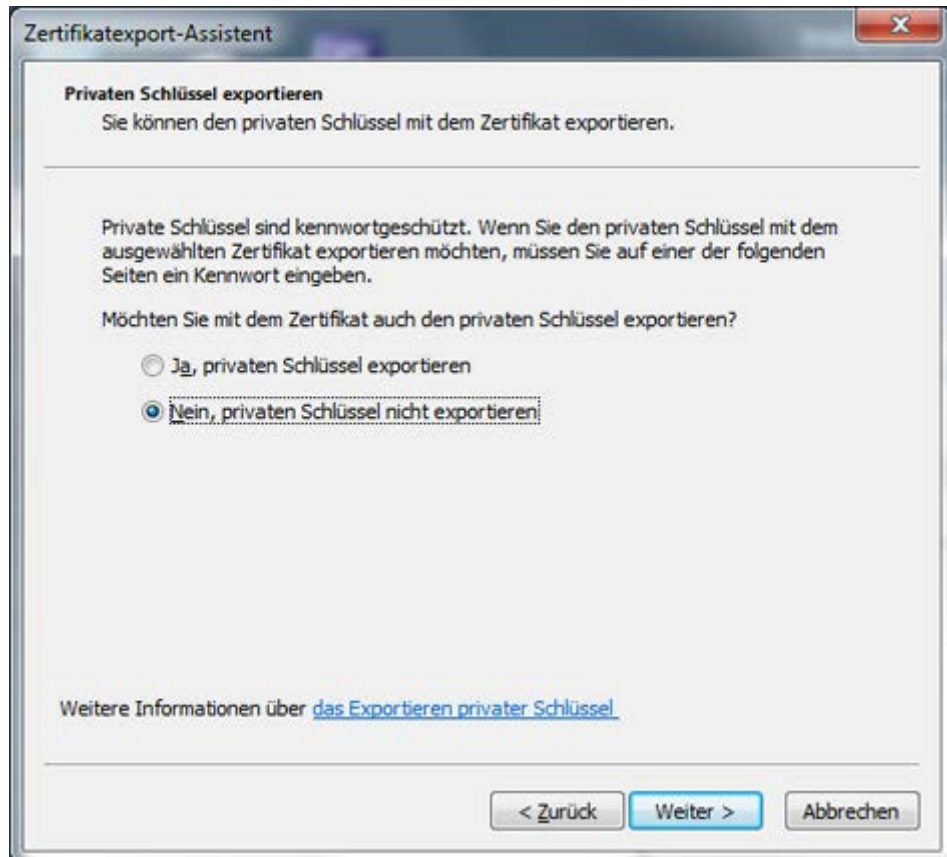 Zertifikatexport-Assistent
Privaten Schlüssel exportieren
Sie können den privaten Schlüssel mit dem Zertifikat exportieren.
Private Schlüssel sind kennwortgeschützt. Wenn Sie den privaten Schlüssel mit dem
ausgewählten Zertifikat exportieren möchten, müssen Sie auf einer der folgenden
Seiten ein Kennwort eingeben.
Möchten Sie mit dem Zertifikat auch den privaten Schlüssel exportieren?
Ja, privaten Schlüssel exportieren
Nein, privaten Schlüssel nicht exportieren
Weitere Informationen über das Exportieren privater Schlüssel
< Zurück Weiter > Abbrechen